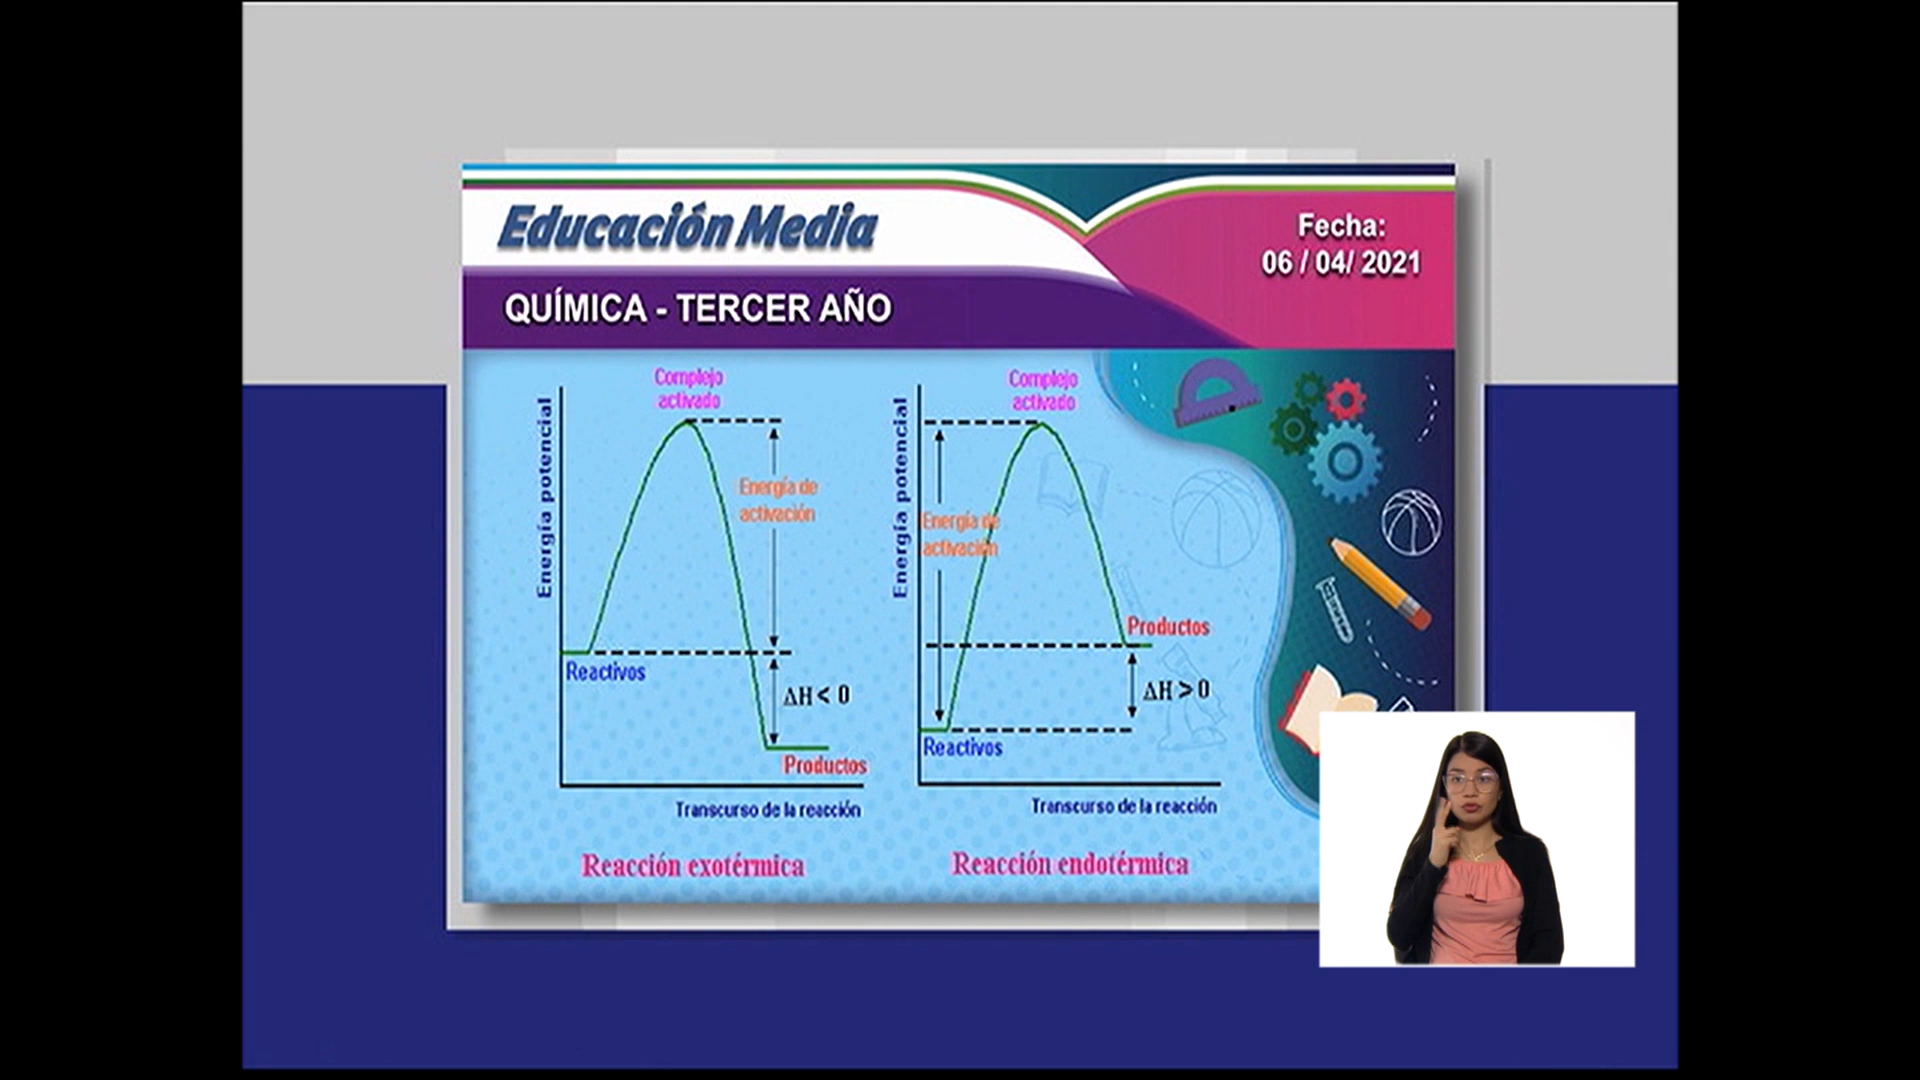 Educación Media
Fecha:
06 / 04/ 2021
QUÍMICA - TERCER AÑO
Complejo
activado
Energía potencial
Energía de
activación
Reactivos
ΔH < 0
Productos
Transcurso de la reacción
Reacción exotérmica
Complejo
activado
Energía potencial
Energía de
activación
Productos
ΔH > 0
Reactivos
Transcurso de la reacción
Reacción endotérmica